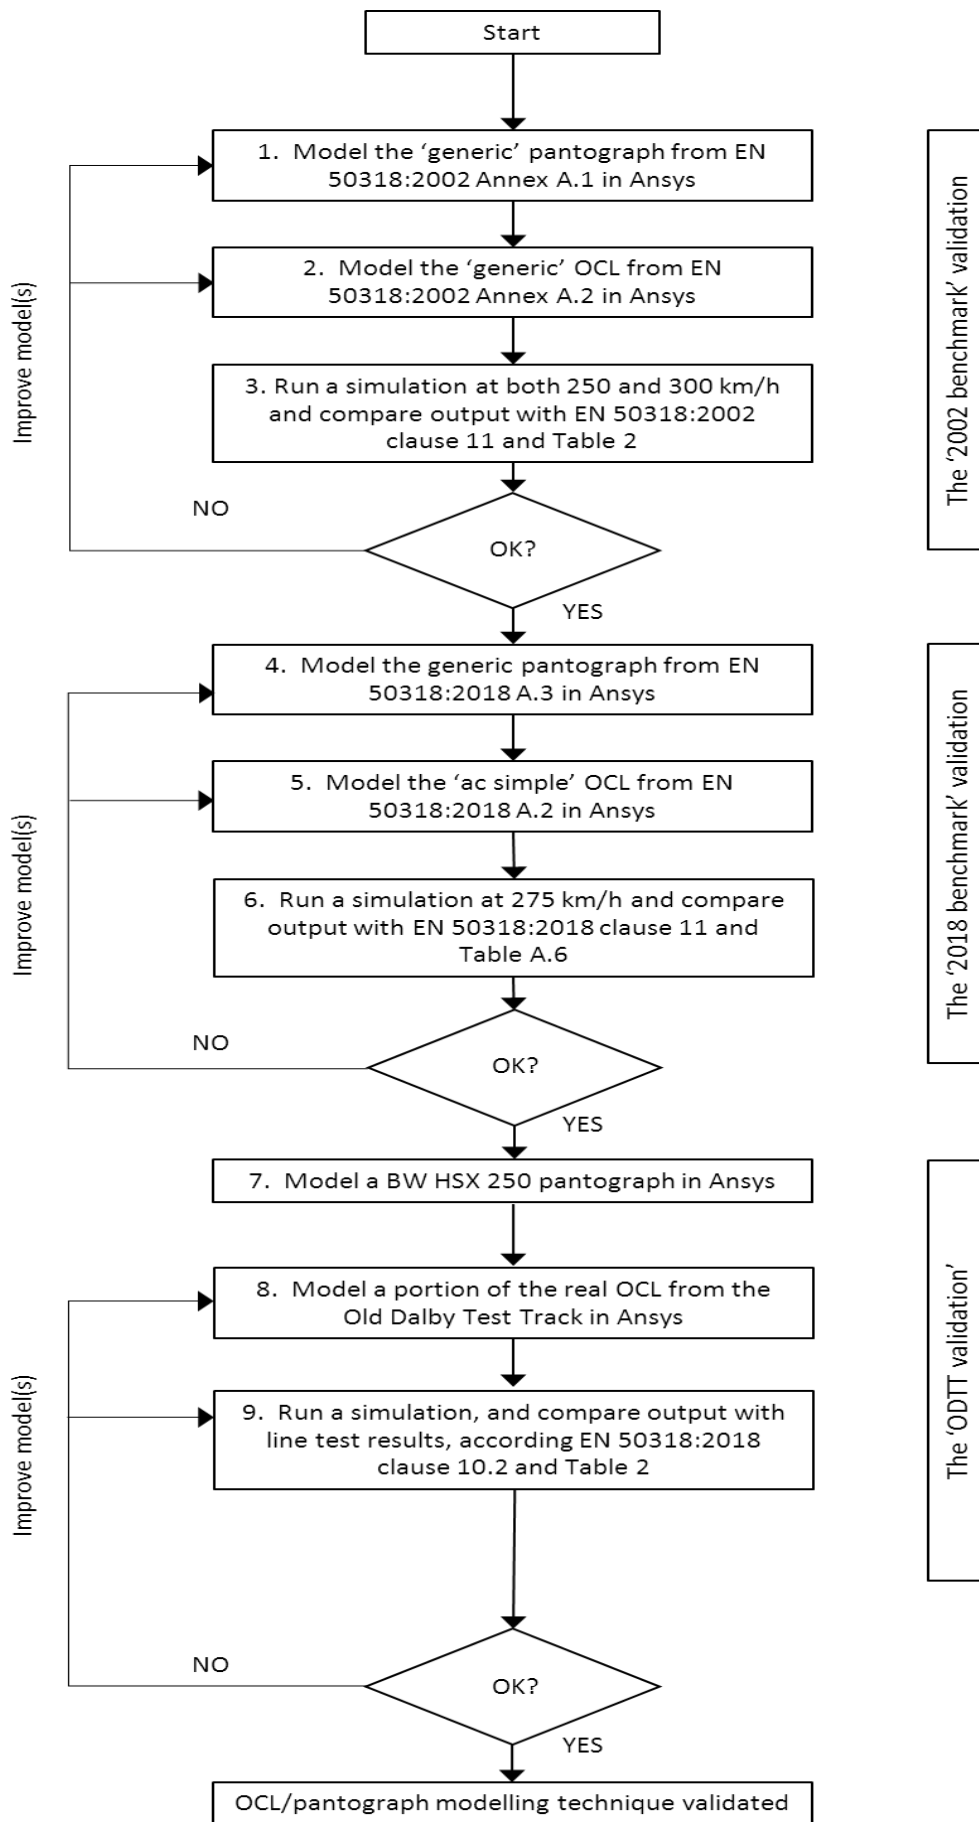 Start
1. Model the ‘generic’ pantograph from EN
50318:2002 Annex A.1 in Ansys
2. Model the ‘generic’ OCL from EN
50318:2002 Annex A.2 in Ansys
3. Run a simulation at both 250 and 300 km/h
and compare output with EN 50318:2002
clause 11 and Table 2
Improve model(s)
The ‘2002 benchmark’ validation
NO
OK?
YES
4. Model the generic pantograph from EN
50318:2018 A.3 in Ansys
5. Model the ‘ac simple’ OCL from EN
50318:2018 A.2 in Ansys
6. Run a simulation at 275 km/h and compare
output with EN 50318:2018 clause 11 and
Table A.6
Improve model(s)
The ‘2018 benchmark’ validation
NO
OK?
YES
7. Model a BW HSX 250 pantograph in Ansys
8. Model a portion of the real OCL from the
Old Dalby Test Track in Ansys
9. Run a simulation, and compare output with
line test results, according EN 50318:2018
clause 10.2 and Table 2
Improve model(s)
The ‘ODTT validation’
NO
OK?
YES
OCL/pantograph modelling technique validated